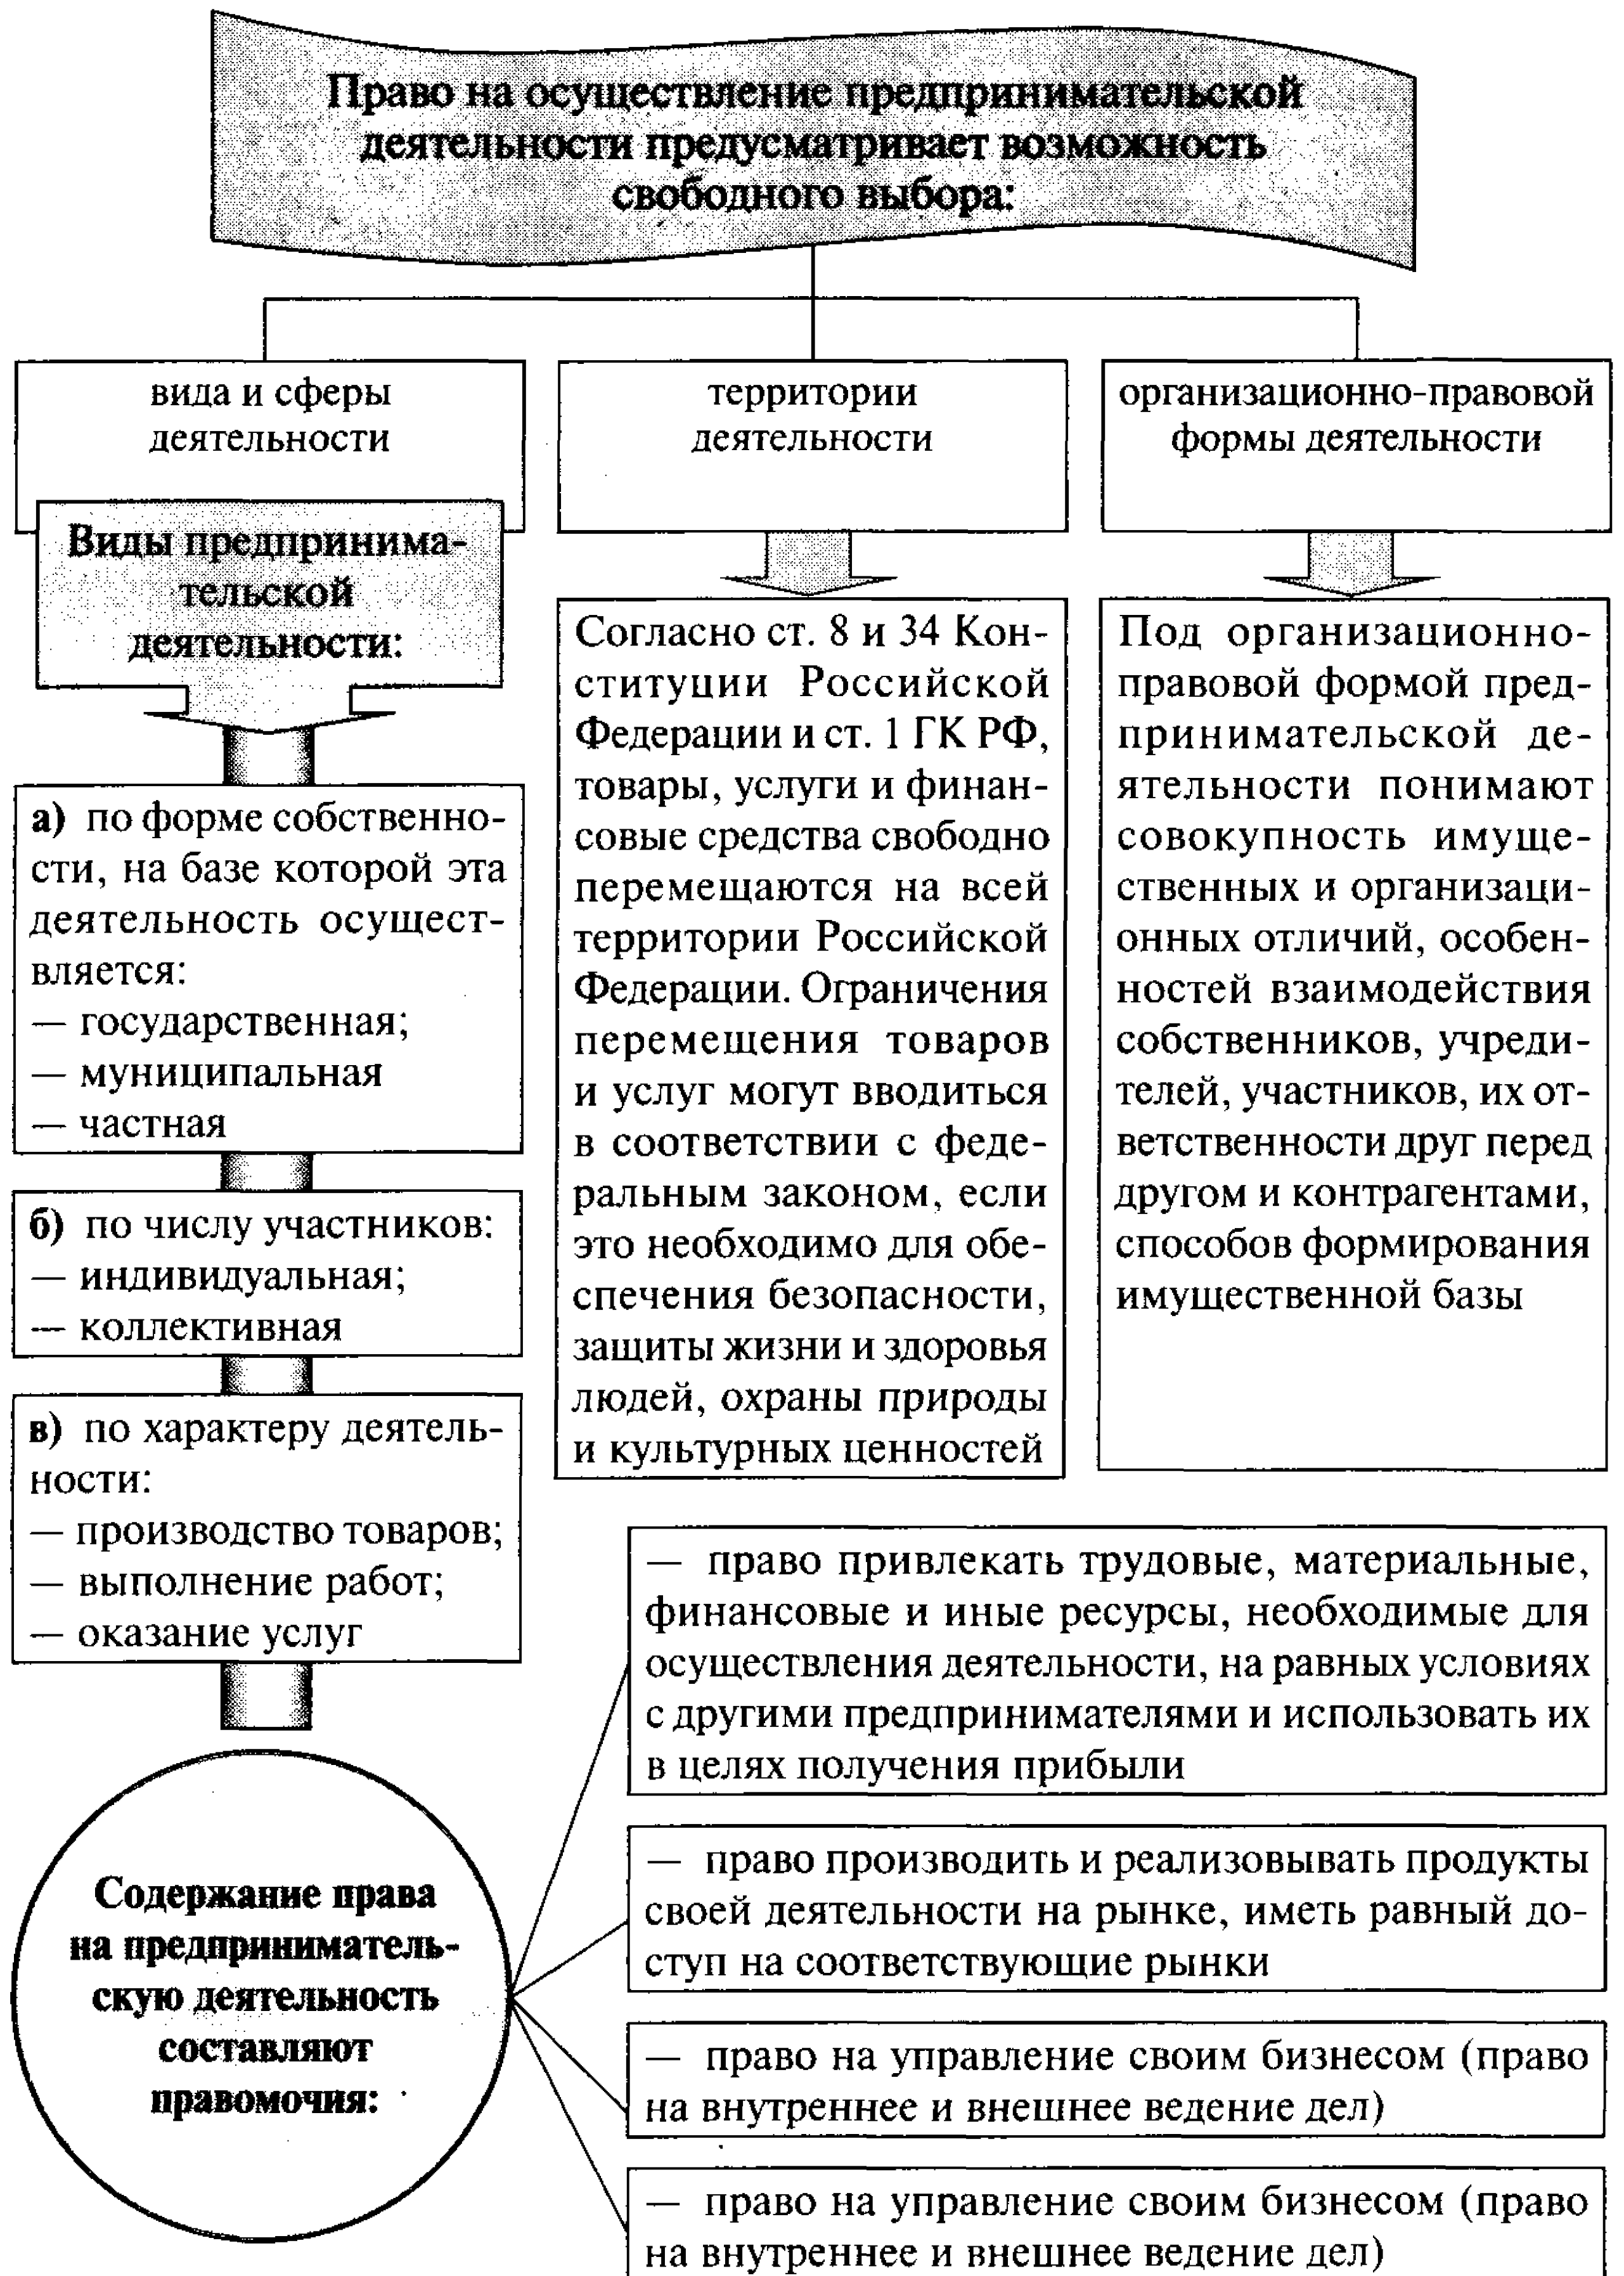 Право на осуществление предпринимательской
деятельности предусматривает возможность
свободного выбора:
вида и сферы
деятельности
территории
деятельности
организационно-правовой
формы деятельности
Виды предпринима-
тельской
деятельности:
а) по форме собственно-
сти, на базе которой эта
деятельность осущест-
вляется:
— государственная;
— муниципальная
— частная
б) по числу участников:
— индивидуальная;
— коллективная
в) по характеру деятель-
ности:
— производство товаров;
— выполнение работ;
— оказание услуг
Согласно ст. 8 и 34 Кон-
ституции Российской
Федерации и ст. 1 ГК РФ,
товары, услуги и финан-
совые средства свободно
перемещаются на всей
территории Российской
Федерации. Ограничения
перемещения товаров
и услуг могут вводиться
в соответствии с феде-
ральным законом, если
это необходимо для обе-
спечения безопасности,
защиты жизни и здоровья
людей, охраны природы
и культурных ценностей
Под организационно-
правовой формой пред-
принимательской де-
ятельности понимают
совокупность имуще-
ственных и организаци-
онных отличий, особен-
ностей взаимодействия
собственников, учреди-
телей, участников, их от-
ветственности друг перед
другом и контрагентами,
способов формирования
имущественной базы
Содержание права
на предприниматель-
скую деятельность
составляют
правомочия:
— право привлекать трудовые, материальные,
финансовые и иные ресурсы, необходимые для
осуществления деятельности, на равных условиях
с другими предпринимателями и использовать их
в целях получения прибыли
— право производить и реализовывать продукты
своей деятельности на рынке, иметь равный до-
ступ на соответствующие рынки
— право на управление своим бизнесом (право
на внутреннее и внешнее ведение дел)
— право на управление своим бизнесом (право
на внутреннее и внешнее ведение дел)